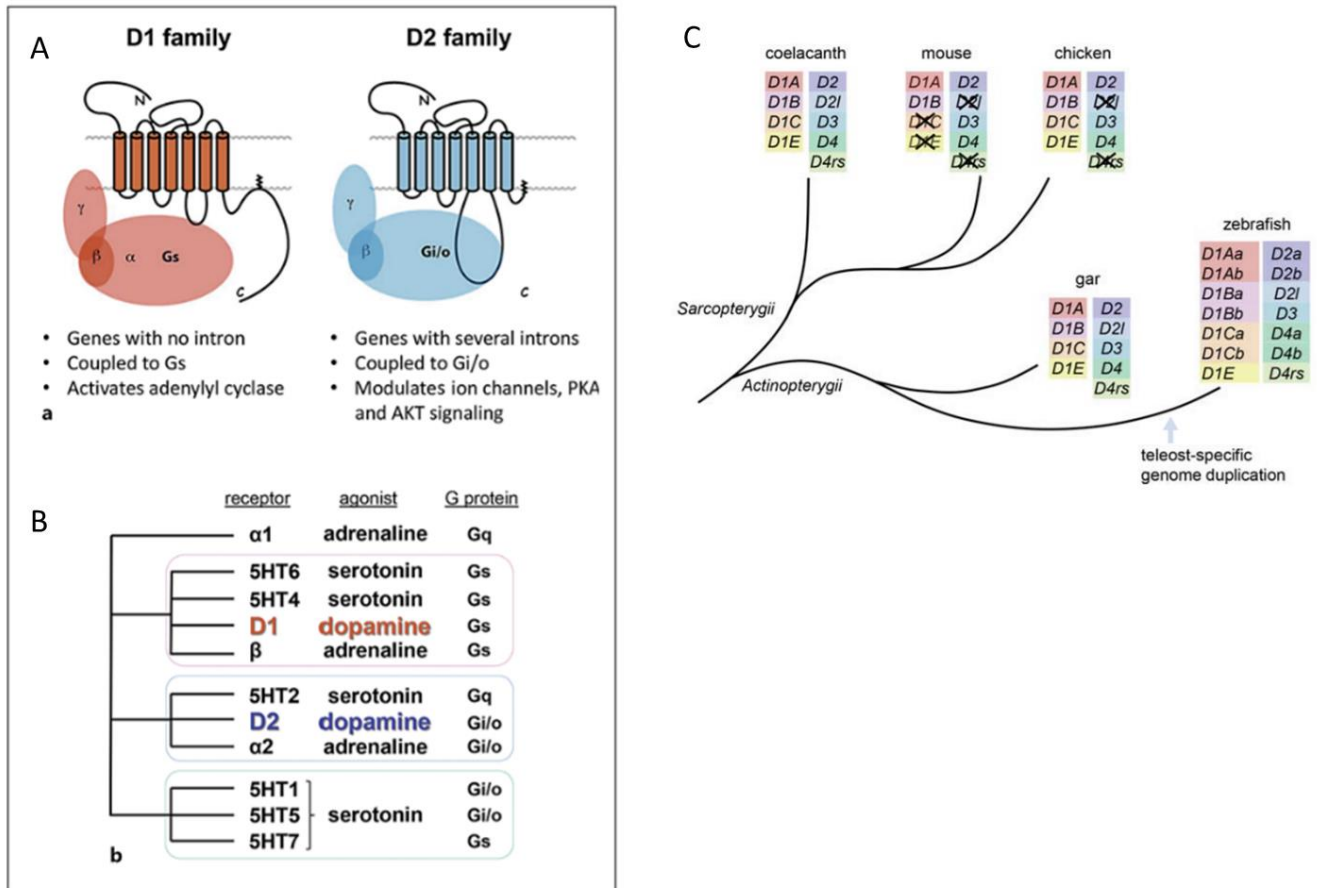 A
D1 family
D2 family
N
N
γ
β
α
Gs
C
γ
β
Gi/o
C
• Genes with no intron
• Coupled to Gs
• Activates adenylyl cyclase
a
• Genes with several introns
• Coupled to Gi/o
• Modulates ion channels, PKA
and AKT signaling
B
receptor agonist G protein
α1 adrenaline Gq
5HT6 serotonin Gs
5HT4 serotonin Gs
D1 dopamine Gs
β adrenaline Gs
5HT2 serotonin Gq
D2 dopamine Gi/o
α2 adrenaline Gi/o
5HT1 Gi/o
5HT5 serotonin Gi/o
5HT7 Gs
b
C
coelacanth
D1A D2
D1B D2l
D1C D3
D1E D4
D4rs
mouse
D1A D2
D1B D2l
D1C D3
D1E D4
D4rs
chicken
D1A D2
D1B D2l
D1C D3
D1E D4
D4rs
zebrafish
D1Aa D2a
D1Ab D2b
D1Ba D2l
D1Bb D3
D1Ca D4a
D1Cb D4b
D1E D4rs
gar
D1A D2
D1B D2l
D1C D3
D1E D4
D4rs
Sarcopterygii
Actinopterygii
teleost-specific
genome duplication